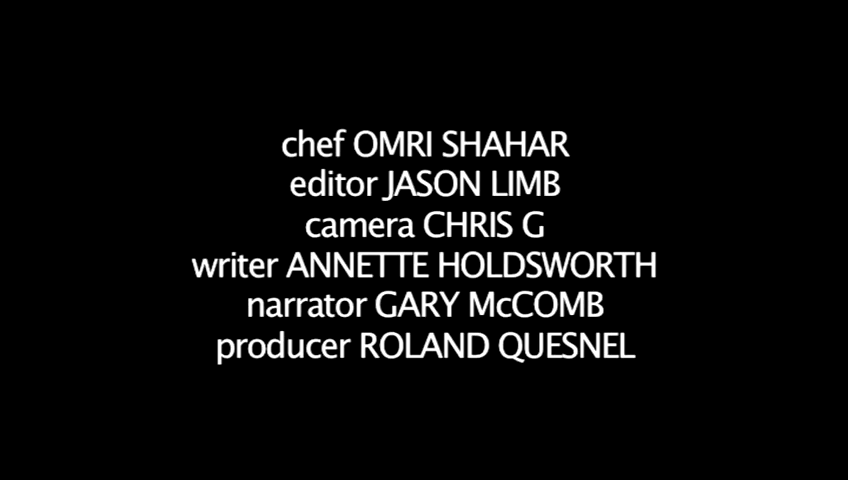 chef OMRI SHAHAR
editor JASON LIMB
camera CHRIS G
writer ANNETTE HOLDSWORTH
narrator GARY McCOMB
producer ROLAND QUESNEL